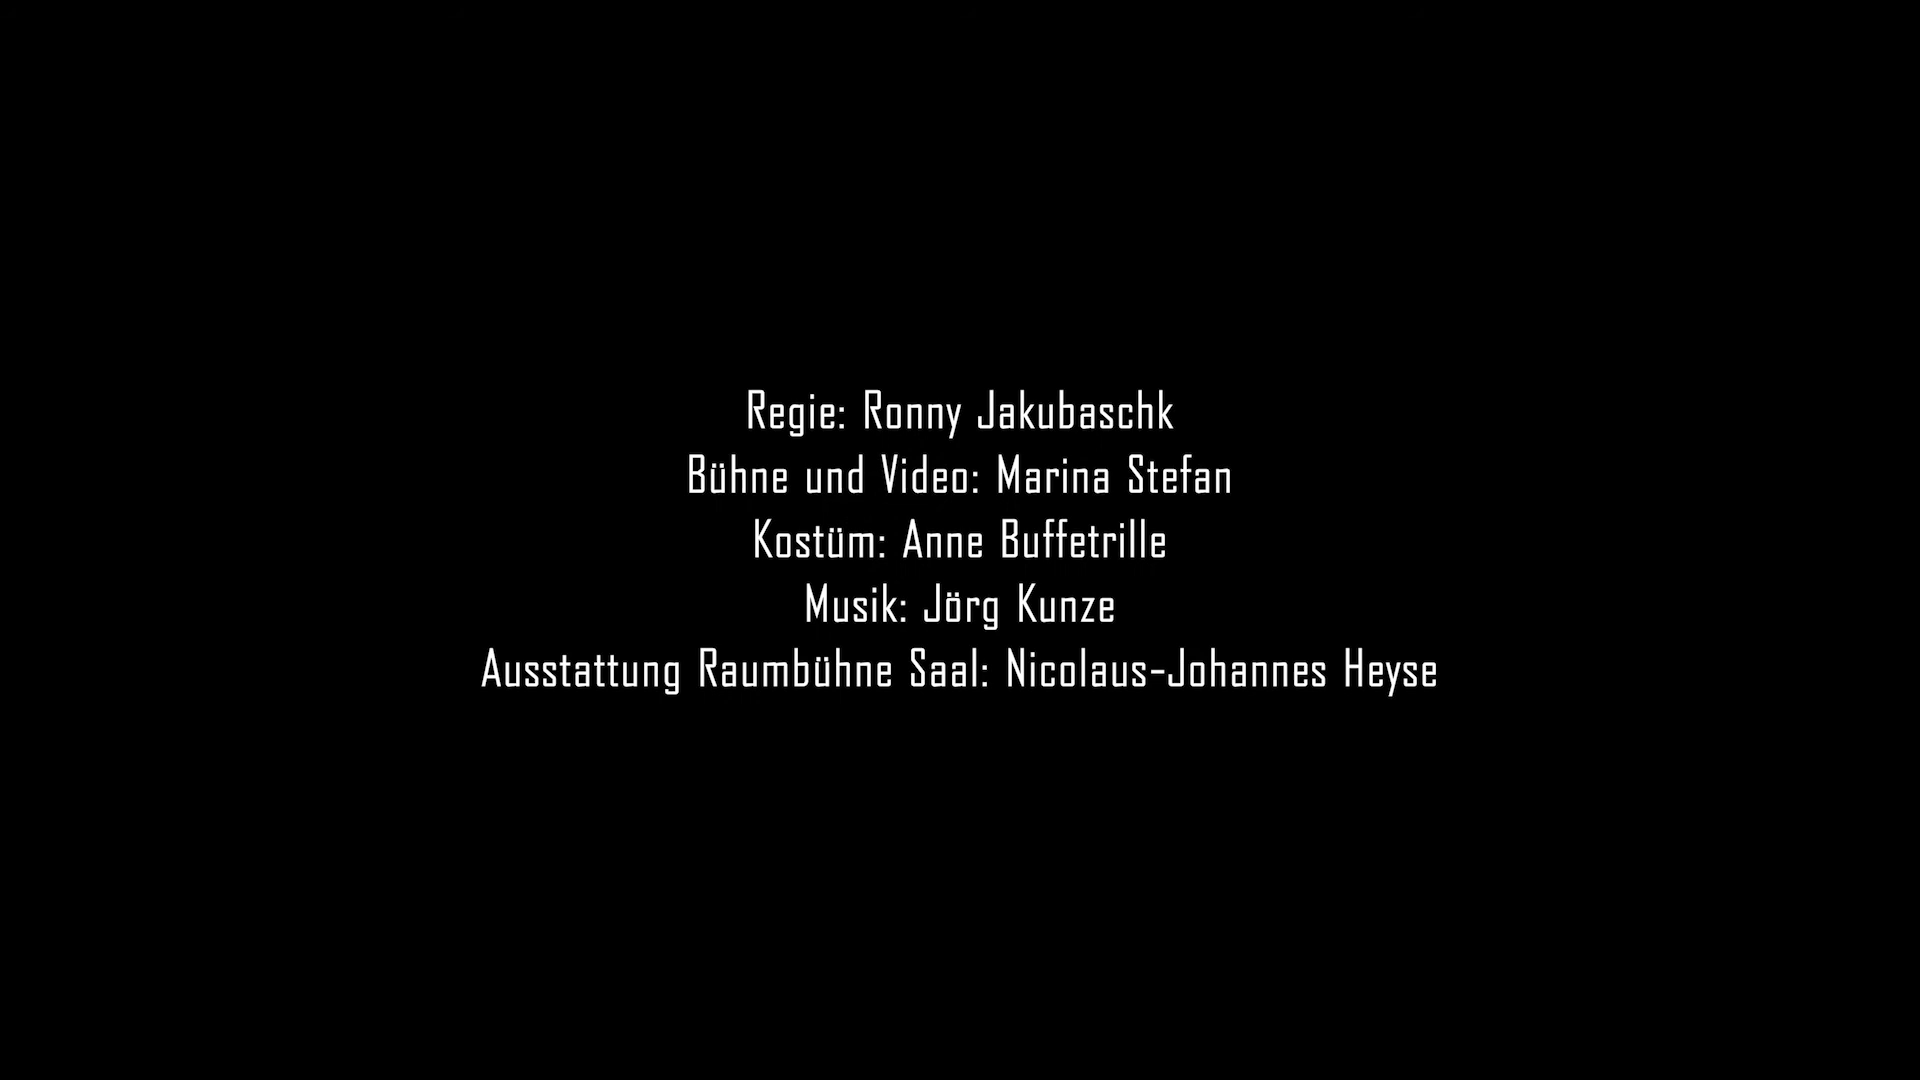 Regie: Ronny Jakubaschk
Bühne und Video: Marina Stefan
Kostüm: Anne Buffetrille
Musik: Jörg Kunze
Ausstattung Raumbühne Saal: Nicolaus-Johannes Heyse